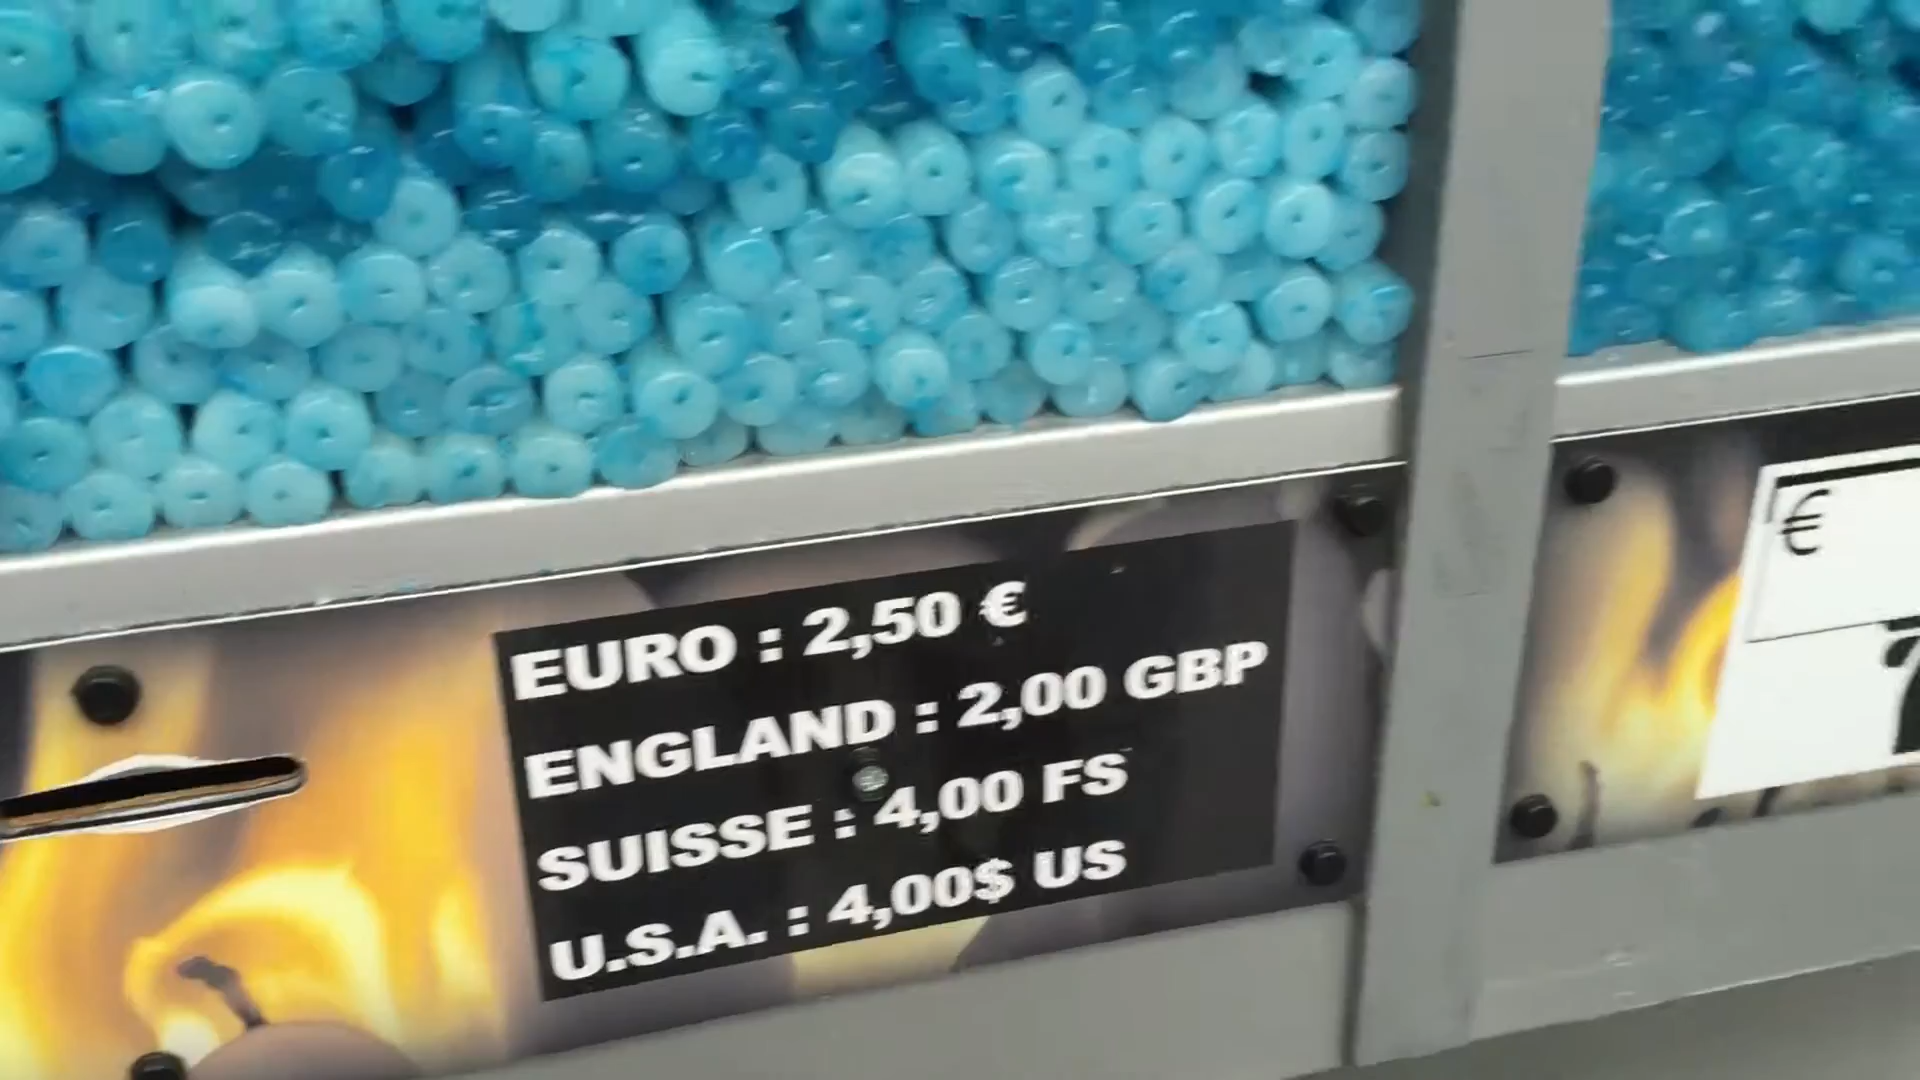 EURO : 2,50 €
ENGLAND : 2,00 GBP
SUISSE : 4,00 FS
U.S.A. : 4,00$ US
€